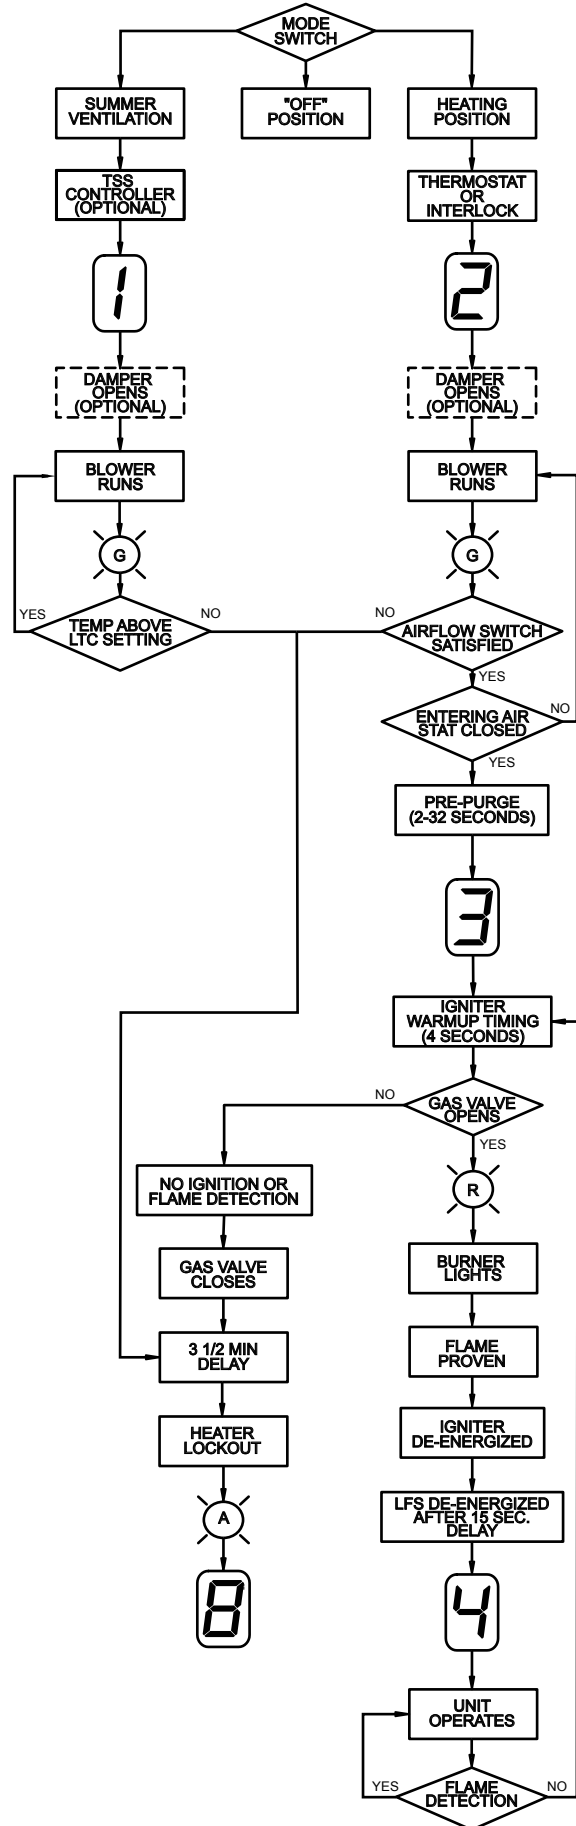 MODE
SWITCH
SUMMER
VENTILATION
"OFF"
POSITION
HEATING
POSITION
TSS
CONTROLLER
(OPTIONAL)
THERMOSTAT
OR
INTERLOCK
1
2
DAMPER
OPENS
(OPTIONAL)
DAMPER
OPENS
(OPTIONAL)
BLOWER
RUNS
BLOWER
RUNS
G
G
YES
TEMP ABOVE
LTC SETTING
NO
NO
AIRFLOW SWITCH
SATISFIED
YES
ENTERING AIR
STAT CLOSED
NO
YES
PRE-PURGE
(2-32 SECONDS)
3
IGNITER
WARMUP TIMING
(4 SECONDS)
NO
GAS VALVE
OPENS
YES
NO IGNITION OR
FLAME DETECTION
R
GAS VALVE
CLOSES
BURNER
LIGHTS
3 1/2 MIN
DELAY
FLAME
PROVEN
HEATER
LOCKOUT
IGNITER
DE-ENERGIZED
A
LFS DE-ENERGIZED
AFTER 15 SEC.
DELAY
8
4
UNIT
OPERATES
YES
FLAME
DETECTION
NO